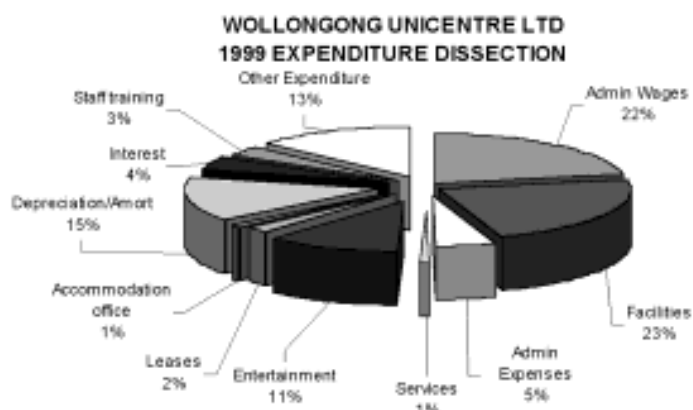 WOLLONGONG UNICENTRE LTD
1999 EXPENDITURE DISSECTION
Other Expenditure
13%
Admin Wages
22%
Staff training
3%
Interest
4%
Depreciation/Amort
15%
Accommodation
office
1%
Leases
2%
Entertainment
11%
Services
1%
Admin
Expenses
5%
Facilities
23%